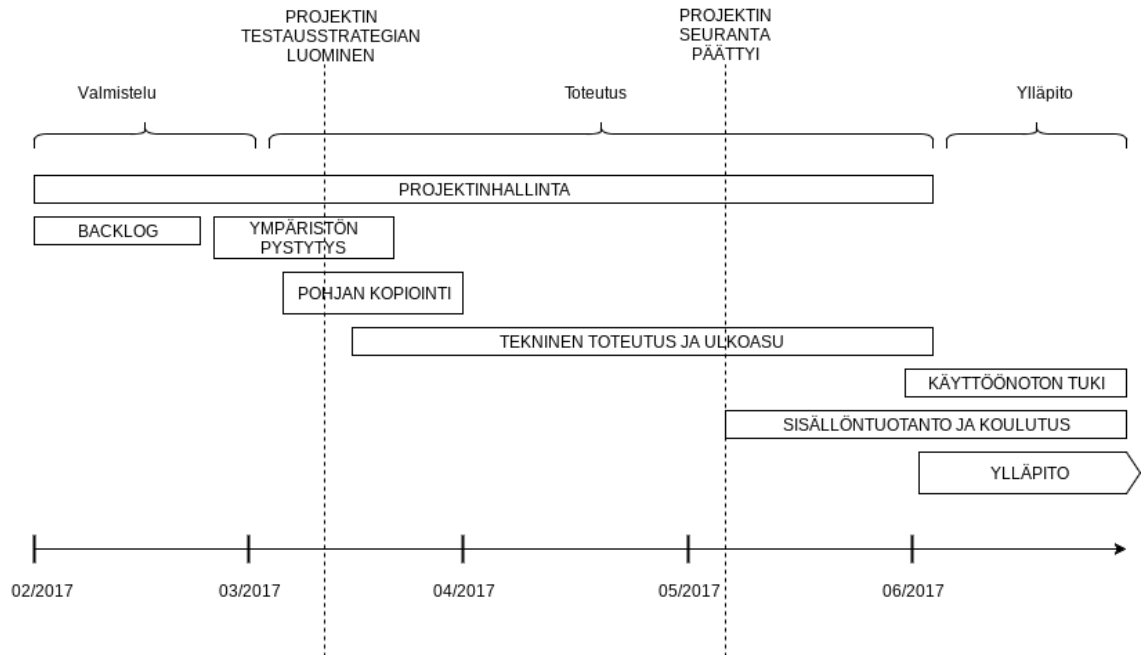 PROJEKTIN
TESTAUSSTRATEGIAN
LUOMINEN
PROJEKTIN
SEURANTA
PÄÄTTYI
Valmistelu
Toteutus
Ylläpito
PROJEKTINHALLINTA
BACKLOG
YMPÄRISTÖN
PYSTYTYS
POHJAN KOPIOINTI
TEKNINEN TOTEUTUS JA ULKOASU
KÄYTTÖÖNOTON TUKI
SISÄLLÖNTUOTANTO JA KOULUTUS
YLLÄPITO
02/2017
03/2017
04/2017
05/2017
06/2017